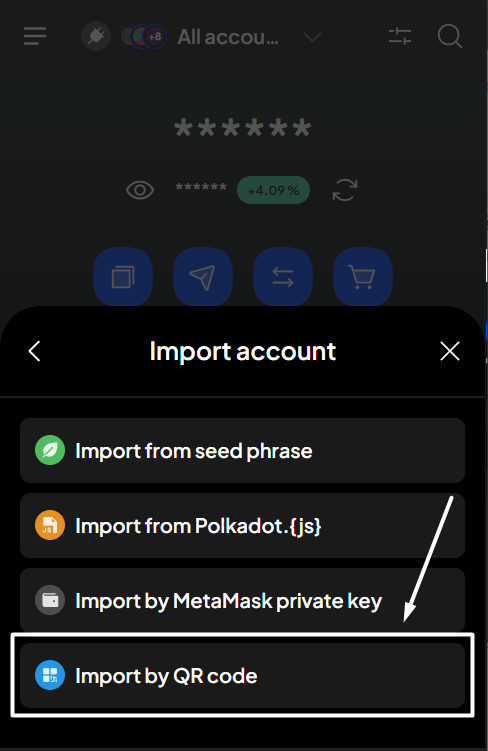 +8 All accou...
******
****** +4.09 %
Import account
Import from seed phrase
JS Import from Polkadot.{js}
Import by MetaMask private key
Import by QR code